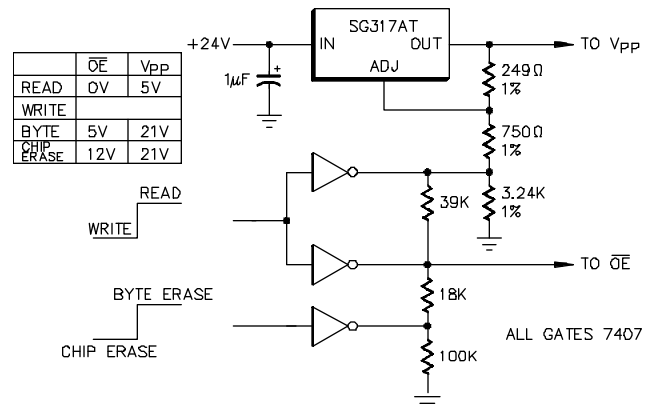 SG317AT
+24V
IN
OUT
TO VPP
ADJ
1µF
+
249Ω
1%
750Ω
1%
3.24K
1%
OE VPP
READ 0V 5V
WRITE
BYTE 5V 21V
CHIP ERASE 12V 21V
READ
WRITE
39K
TO OE
BYTE ERASE
CHIP ERASE
18K
100K
ALL GATES 7407